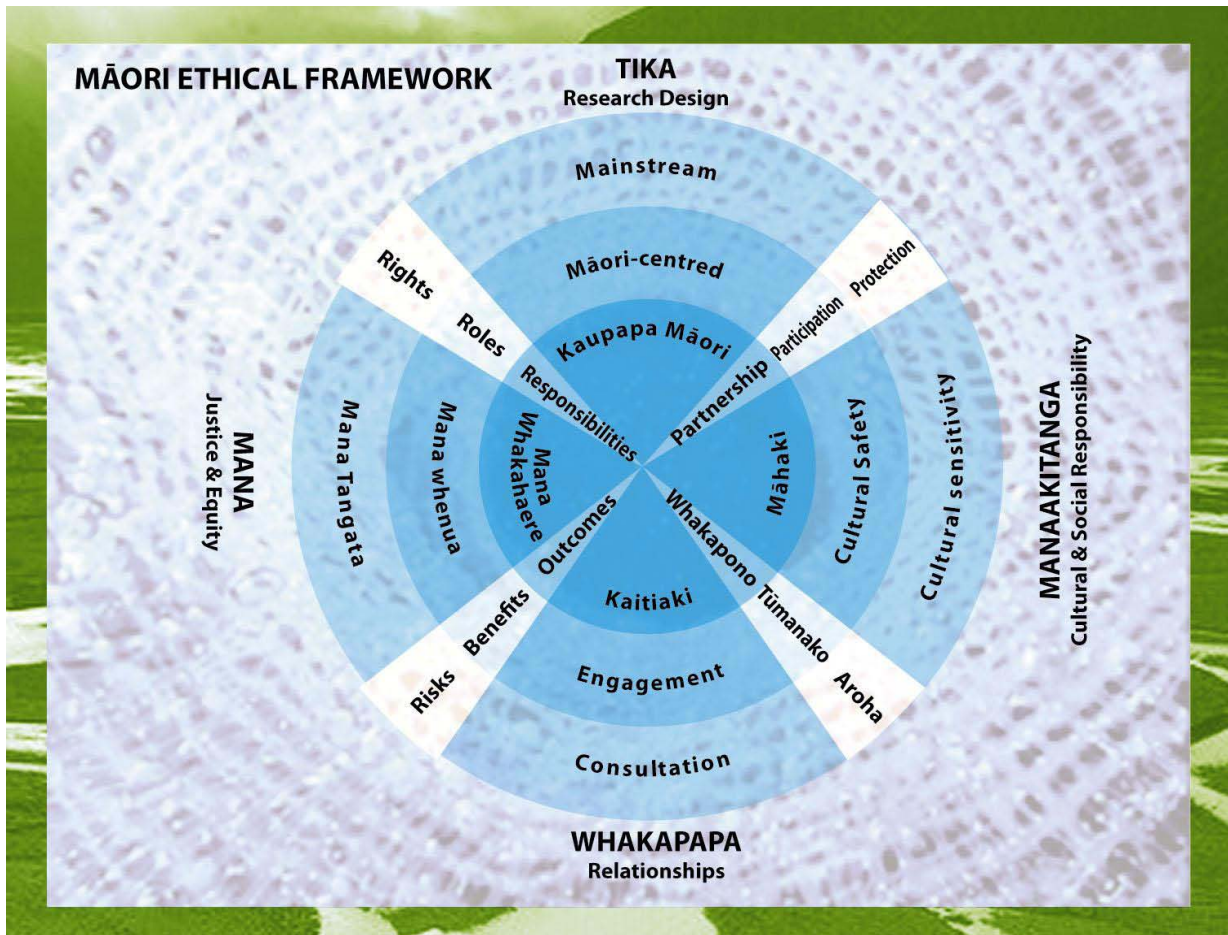 MĀORI ETHICAL FRAMEWORK
TIKA
Research Design
Mainstream
Māori-centred
Kaupapa Māori
Rights
Roles
Responsibilities
Protection
Participation
Partnership
MANA
Justice & Equity
Mana Tangata
Mana whenua
Mana
Whakahaere
Māhaki
Cultural Safety
Cultural sensitivity
MANAAKITANGA
Cultural & Social Responsibility
Outcomes
Benefits
Risks
Whakapono
Tūmanako
Aroha
Kaitiaki
Engagement
Consultation
WHAKAPAPA
Relationships